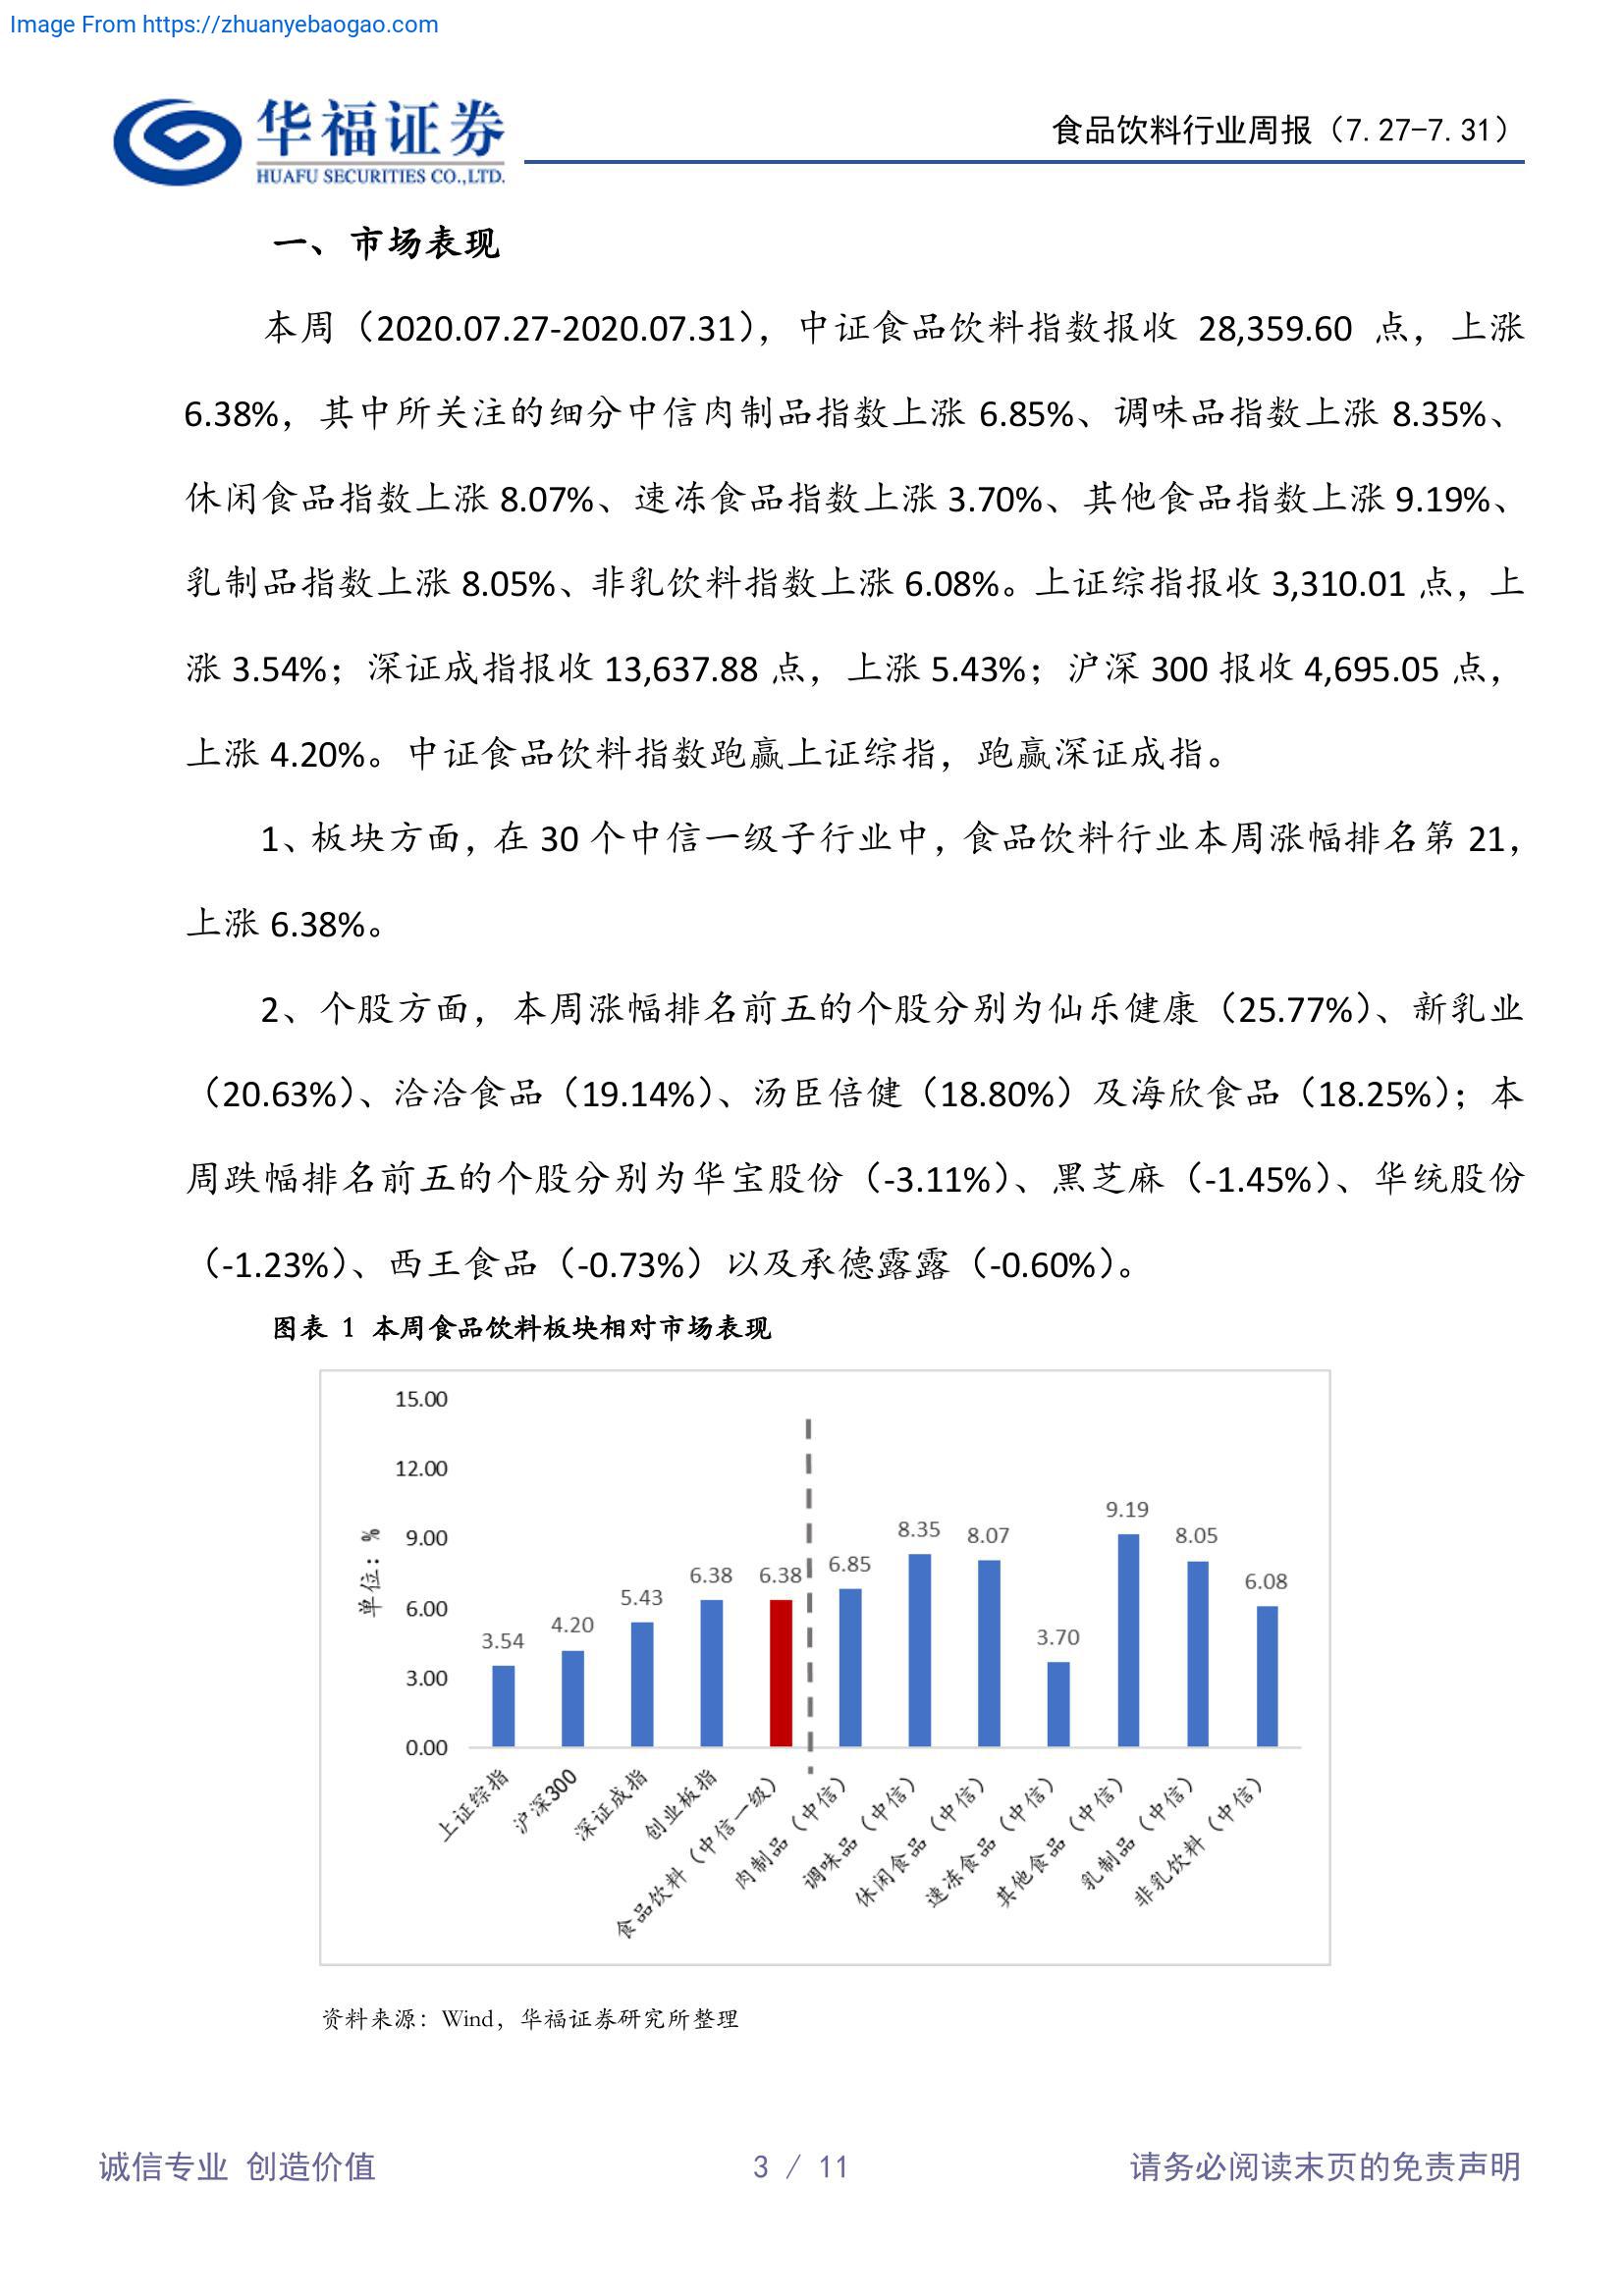 Image From https://zhuanyebaogao.com
华福证券
HUAFU SECURITIES CO.,LTD.
食品饮料行业周报（7.27-7.31）
一、市场表现
本周（2020.07.27-2020.07.31），中证食品饮料指数报收 28,359.60 点，上涨
6.38%，其中所关注的细分中信肉制品指数上涨 6.85%、调味品指数上涨 8.35%、
休闲食品指数上涨 8.07%、速冻食品指数上涨 3.70%、其他食品指数上涨 9.19%、
乳制品指数上涨 8.05%、非乳饮料指数上涨 6.08%。上证综指报收 3,310.01 点，上
涨 3.54%；深证成指报收 13,637.88 点，上涨 5.43%；沪深 300 报收 4,695.05 点，
上涨 4.20%。中证食品饮料指数跑赢上证综指，跑赢深证成指。
1、板块方面，在 30 个中信一级子行业中，食品饮料行业本周涨幅排名第 21，
上涨 6.38%。
2、个股方面，本周涨幅排名前五的个股分别为仙乐健康（25.77%）、新乳业
（20.63%）、洽洽食品（19.14%）、汤臣倍健（18.80%）及海欣食品（18.25%）；本
周跌幅排名前五的个股分别为华宝股份（-3.11%）、黑芝麻（-1.45%）、华统股份
（-1.23%）、西王食品（-0.73%）以及承德露露（-0.60%）。
图表 1 本周食品饮料板块相对市场表现
单位：%
15.00
12.00
9.00
6.00
3.00
0.00
3.54
4.20
5.43
6.38
6.38
6.85
8.35
8.07
3.70
9.19
8.05
6.08
上证综指
沪深300
深证成指
创业板指
食品饮料（中信一级）
肉制品（中信）
调味品（中信）
休闲食品（中信）
速冻食品（中信）
其他食品（中信）
乳制品（中信）
非乳饮料（中信）
资料来源：Wind，华福证券研究所整理
诚信专业 创造价值
3 / 11
请务必阅读末页的免责声明